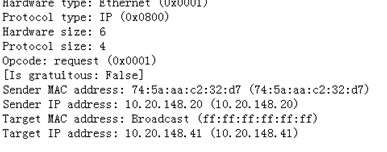 Hardware type: Ethernet (0x0001)
Protocol type: IP (0x0800)
Hardware size: 6
Protocol size: 4
Opcode: request (0x0001)
[Is gratuitous: False]
Sender MAC address: 74:5a:aa:c2:32:d7 (74:5a:aa:c2:32:d7)
Sender IP address: 10.20.148.20 (10.20.148.20)
Target MAC address: Broadcast (ff:ff:ff:ff:ff:ff)
Target IP address: 10.20.148.41 (10.20.148.41)